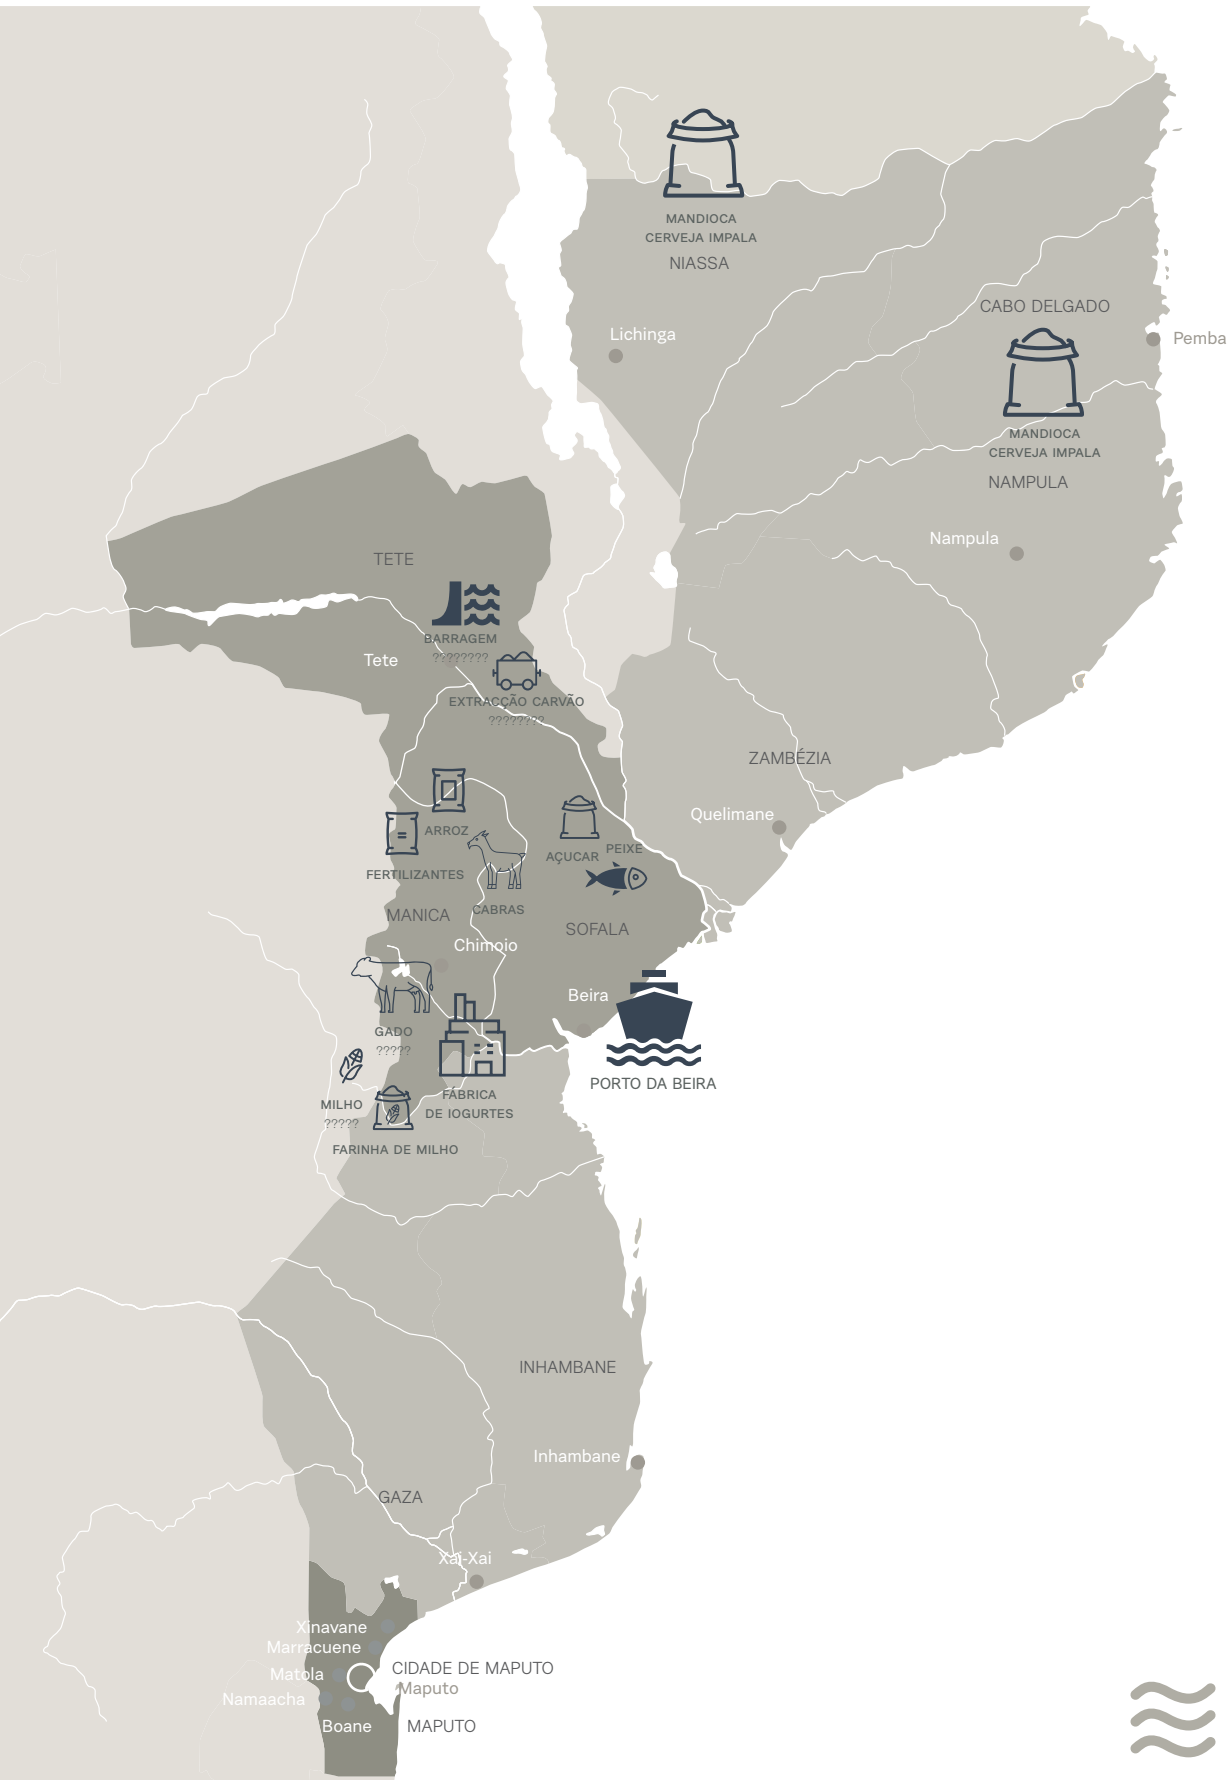 MANDIOCA
CERVEJA IMPALA
NIASSA
CABO DELGADO
Lichinga
Pemba
MANDIOCA
CERVEJA IMPALA
NAMPULA
Nampula
TETE
BARRAGEM
????????
Tete
EXTRACÇÃO CARVÃO
????????
ZAMBÉZIA
Quelimane
ARROZ
AÇUCAR
PEIXE
FERTILIZANTES
CABRAS
MANICA
SOFALA
Chimoio
Beira
GADO
?????
PORTO DA BEIRA
MILHO
?????
FÁBRICA
DE IOGURTES
FARINHA DE MILHO
INHAMBANE
Inhambane
GAZA
Xai-Xai
Xinavane
Marracuene
CIDADE DE MAPUTO
Matola
Maputo
Namaacha
Boane
MAPUTO